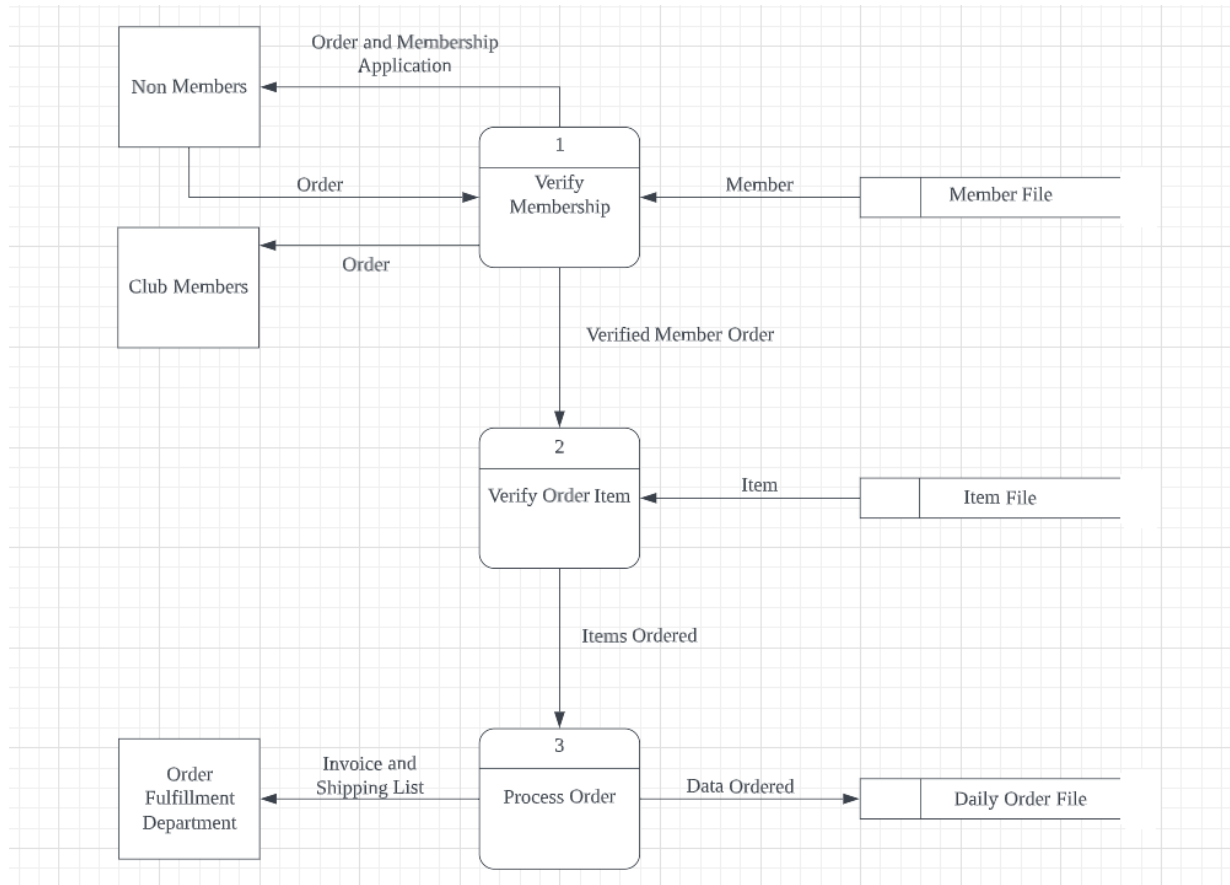 Order and Membership
Application
Non Members
1
Verify
Membership
Order
Member
Member File
Club Members
Order
Verified Member Order
2
Verify Order Item
Item
Item File
Items Ordered
3
Process Order
Order
Fulfillment
Department
Invoice and
Shipping List
Data Ordered
Daily Order File